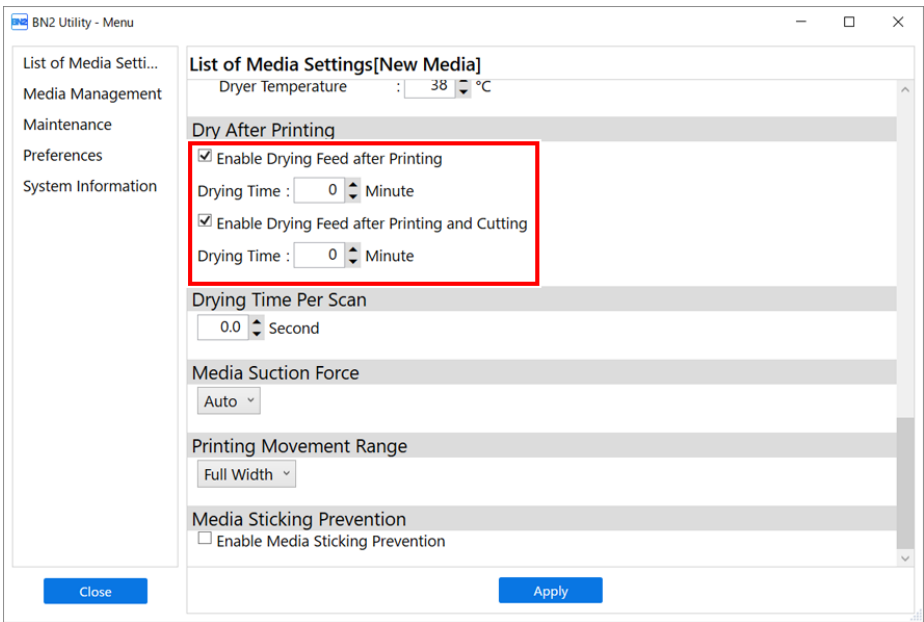 BN2 BN2 Utility - Menu
List of Media Setti...
Media Management
Maintenance
Preferences
System Information
Close
List of Media Settings[New Media]
Dryer Temperature : 38 °C
Dry After Printing
Enable Drying Feed after Printing
Drying Time : 0 Minute
Enable Drying Feed after Printing and Cutting
Drying Time : 0 Minute
Drying Time Per Scan
0.0 Second
Media Suction Force
Auto
Printing Movement Range
Full Width
Media Sticking Prevention
Enable Media Sticking Prevention
Apply